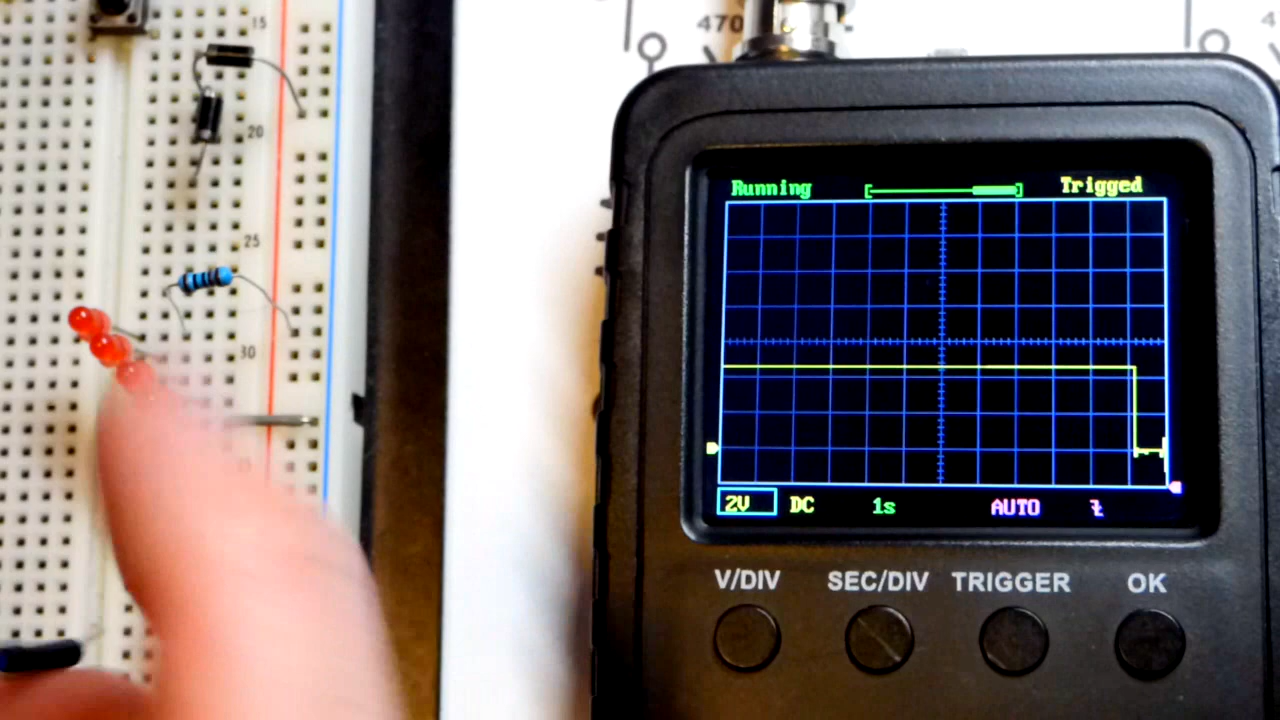 15
20
25
30
470
Running
Trigged
2V DC 1s AUTO
V/DIV SEC/DIV TRIGGER OK